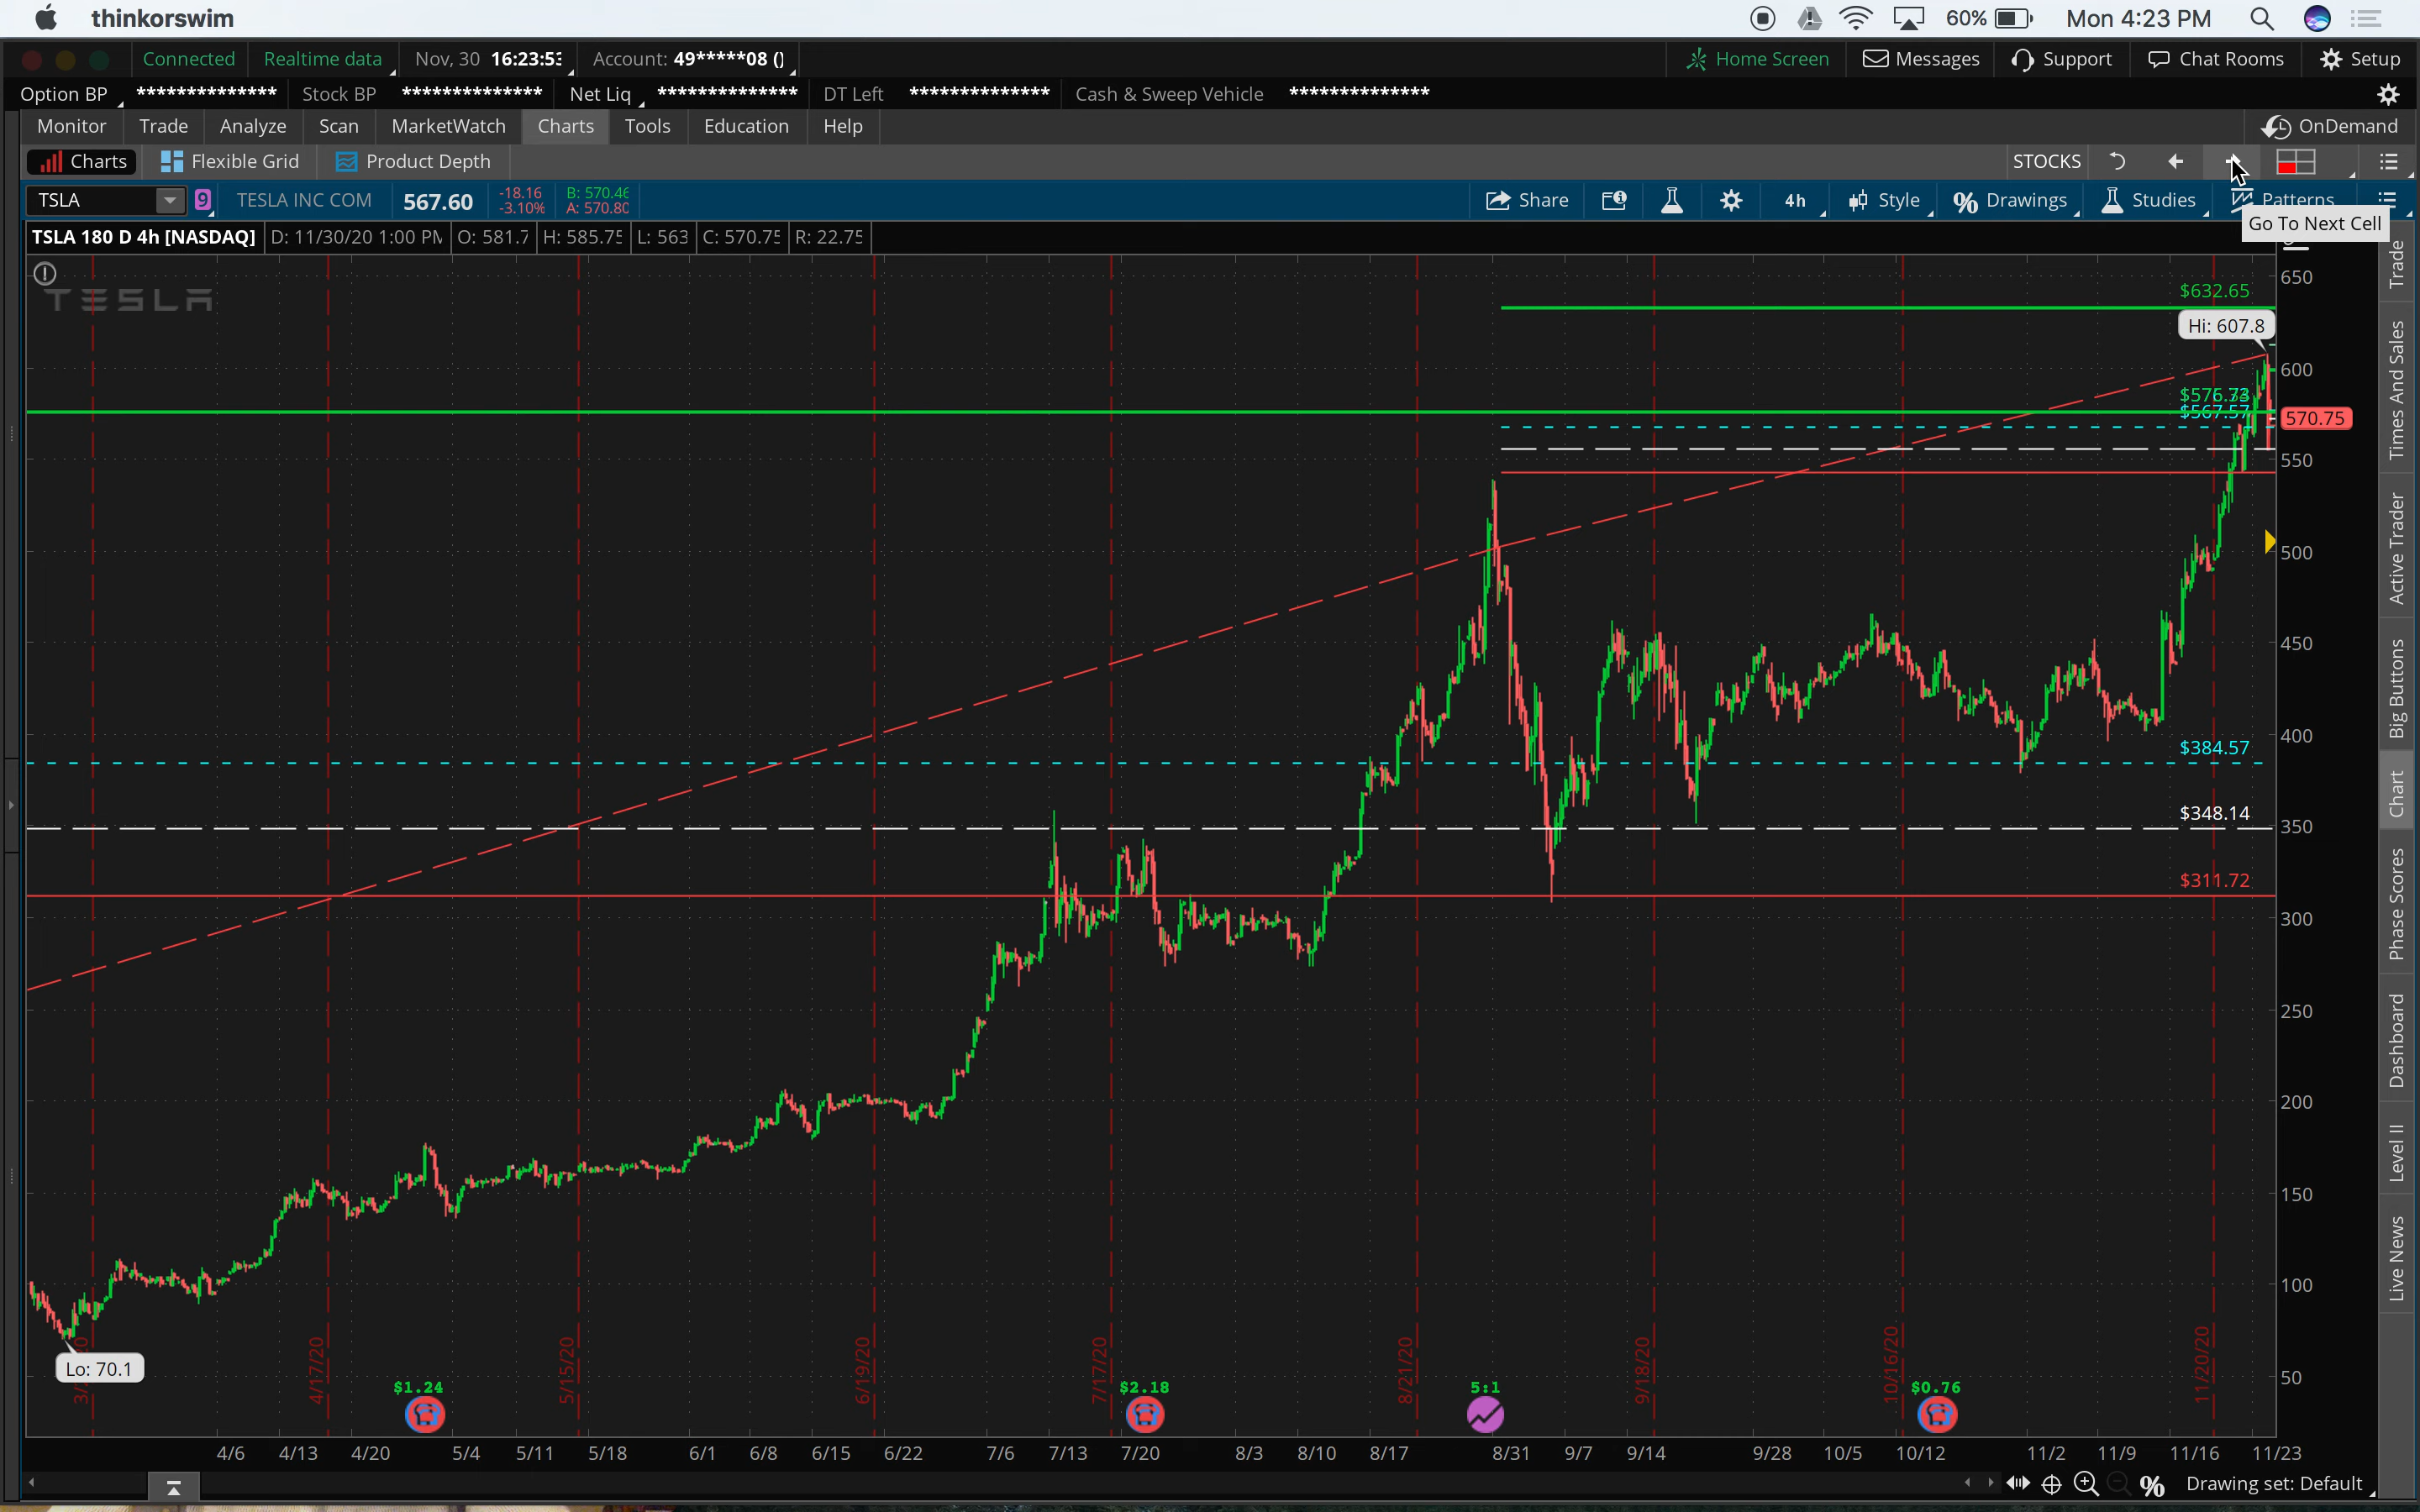 thinkorswim 60% Mon 4:23 PM
Connected Realtime data Nov, 30 16:23:53 Account: 49*****08 () Home Screen Messages Support Chat Rooms Setup
Option BP ************** Stock BP ************** Net Liq ************** DT Left ************** Cash & Sweep Vehicle **************
Monitor Trade Analyze Scan MarketWatch Charts Tools Education Help OnDemand
Charts Flexible Grid Product Depth STOCKS
TSLA 9 TESLA INC COM 567.60 -18.16 B: 570.46 Share 4h Style Drawings Studies Patterns
-3.10% A: 570.80
Go To Next Cell
TSLA 180 D 4h [NASDAQ] D: 11/30/20 1:00 PM O: 581.7 H: 585.75 L: 563 C: 570.75 R: 22.75
TESLA
650
$632.65
Hi: 607.8
600
$576.33
$567.57
570.75
550
500
450
400
$384.57
$348.14
350
$311.72
300
250
200
150
100
Lo: 70.1
50
4/17/20 5/15/20 6/19/20 7/17/20 8/21/20 9/18/20 10/16/20 11/20/20
$1.24 $2.18 5:1 $0.76
4/6 4/13 4/20 5/4 5/11 5/18 6/1 6/8 6/15 6/22 7/6 7/13 7/20 8/3 8/10 8/17 8/31 9/7 9/14 9/28 10/5 10/12 11/2 11/9 11/16 11/23
Drawing set: Default
Trade
Times And Sales
Active Trader
Big Buttons
Chart
Phase Scores
Dashboard
Level II
Live News